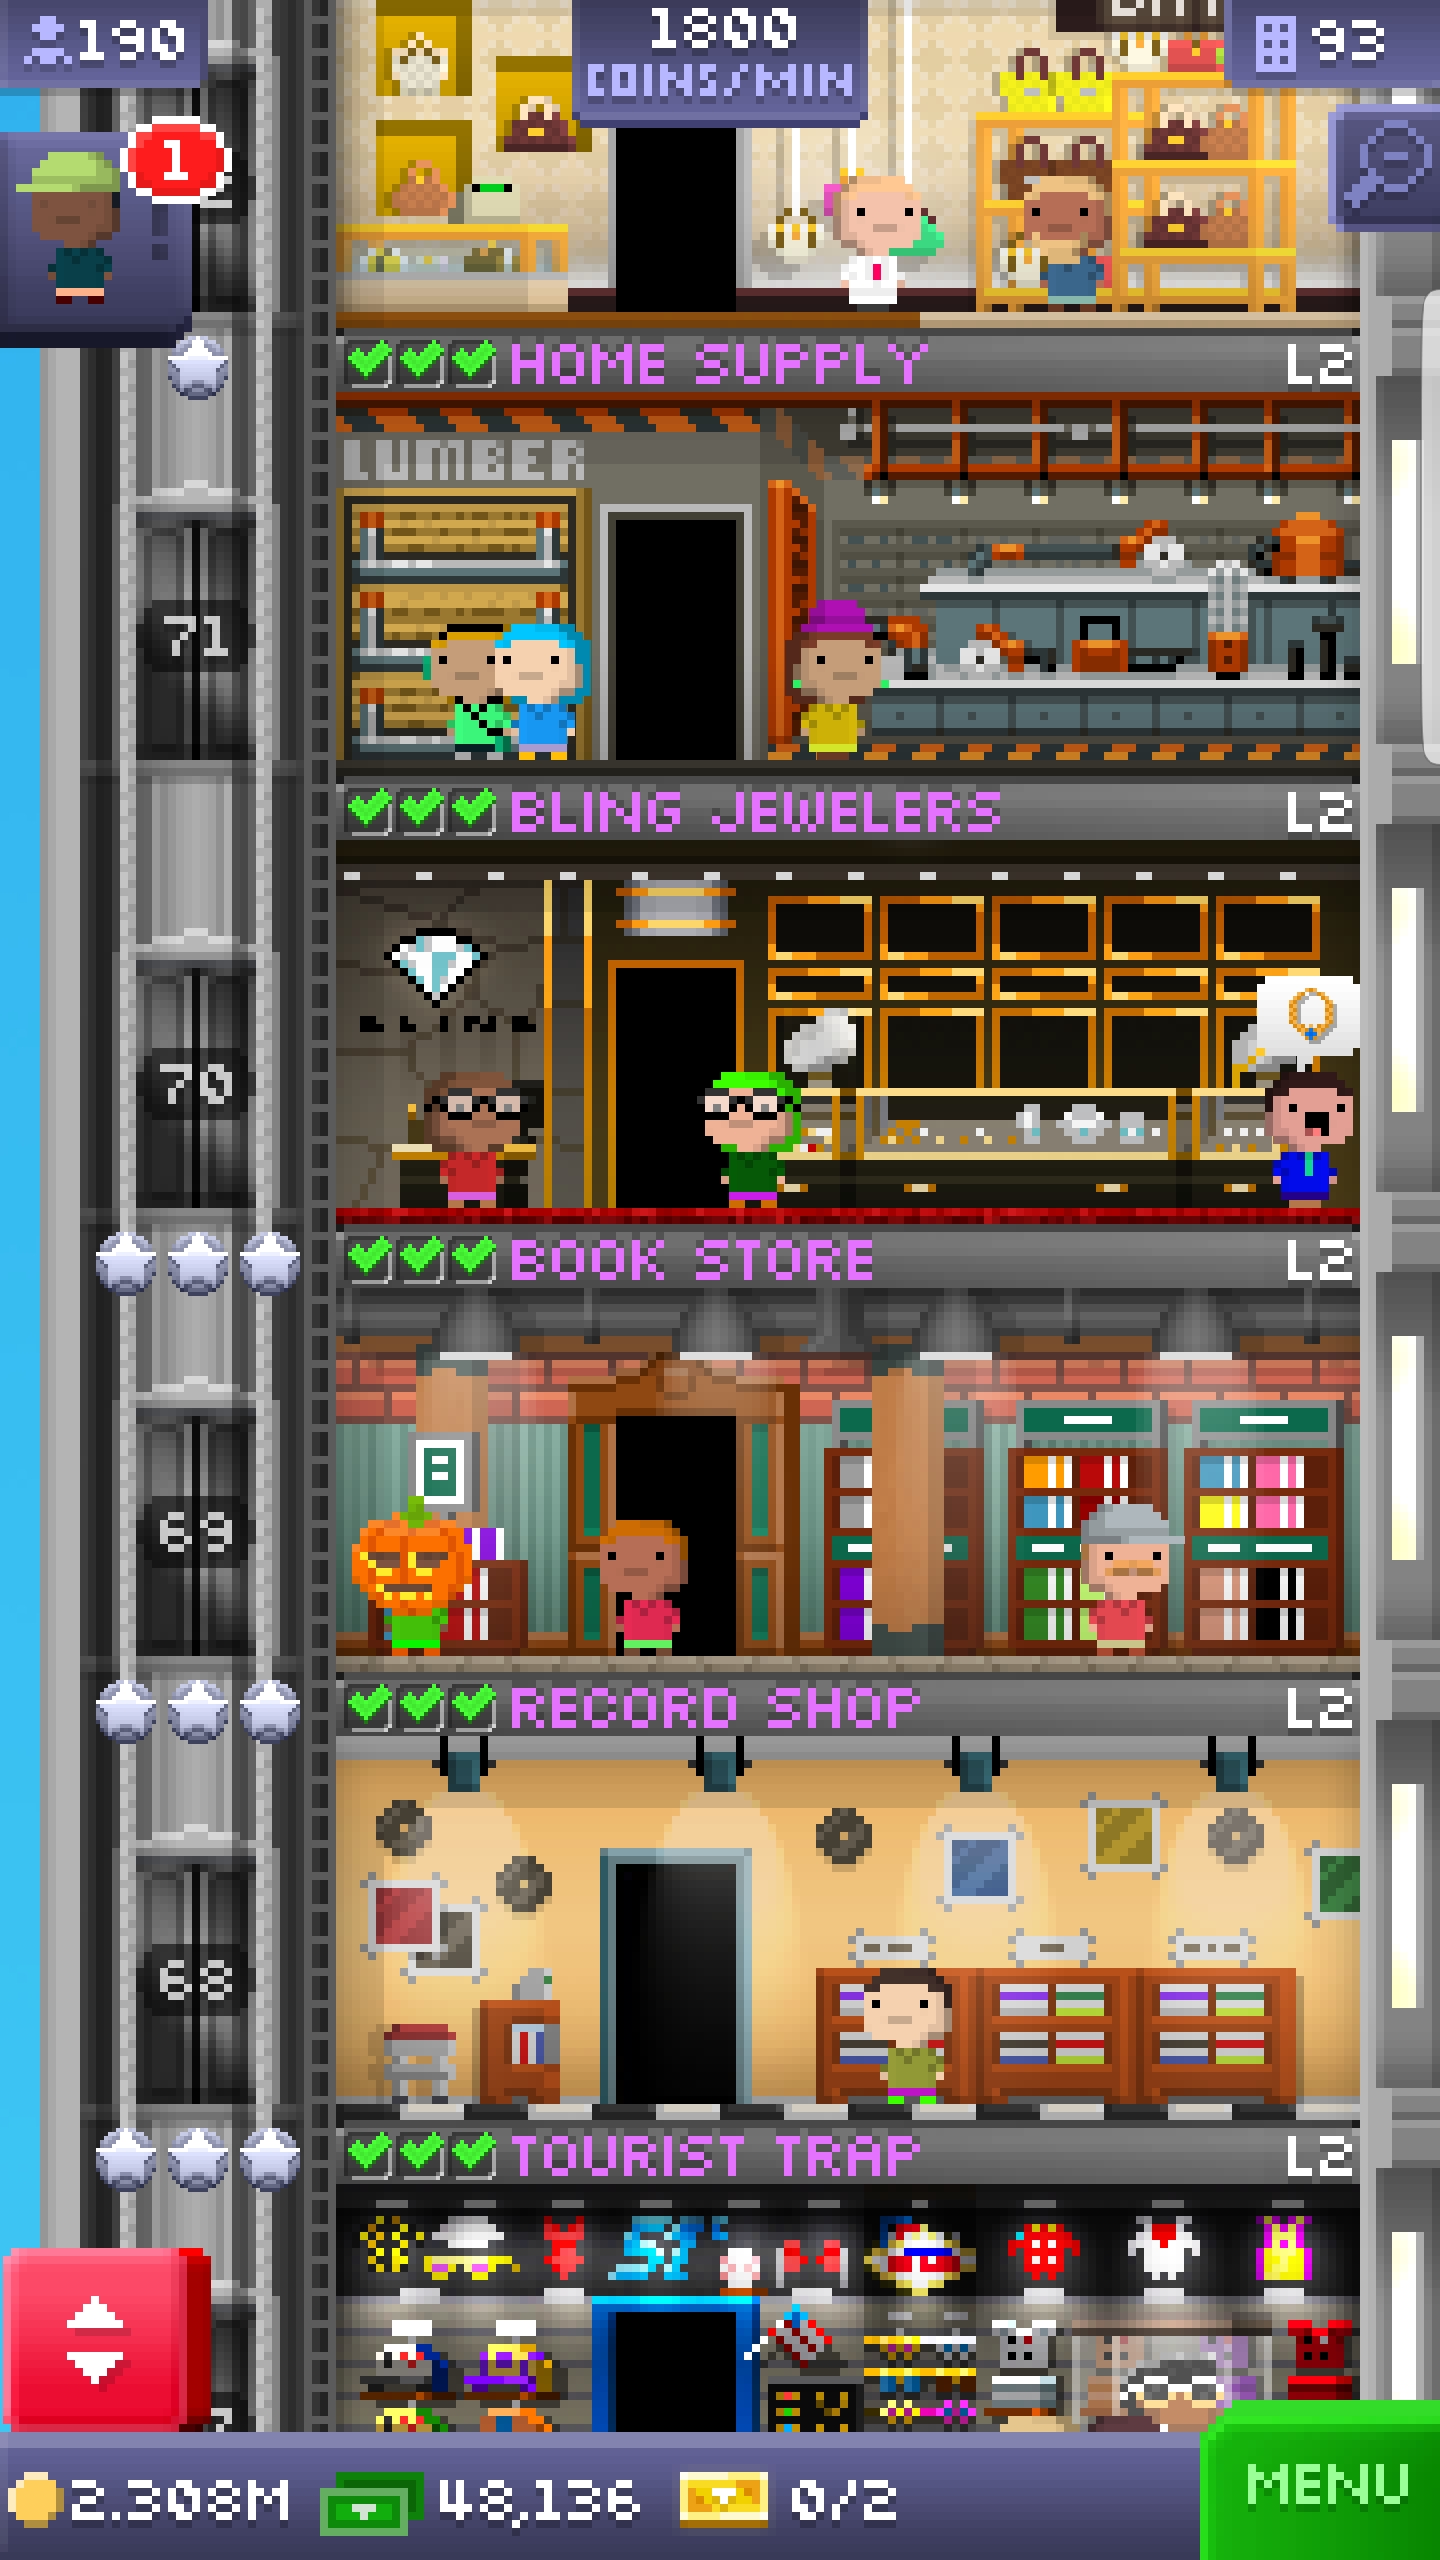 190
1800
COINS/MIN
93
1
HOME SUPPLY
L2
LUMBER
71
BLING JEWELERS
L2
70
BOOK STORE
L2
69
RECORD SHOP
L2
68
TOURIST TRAP
L2
2.308M
48,136
0/2
MENU